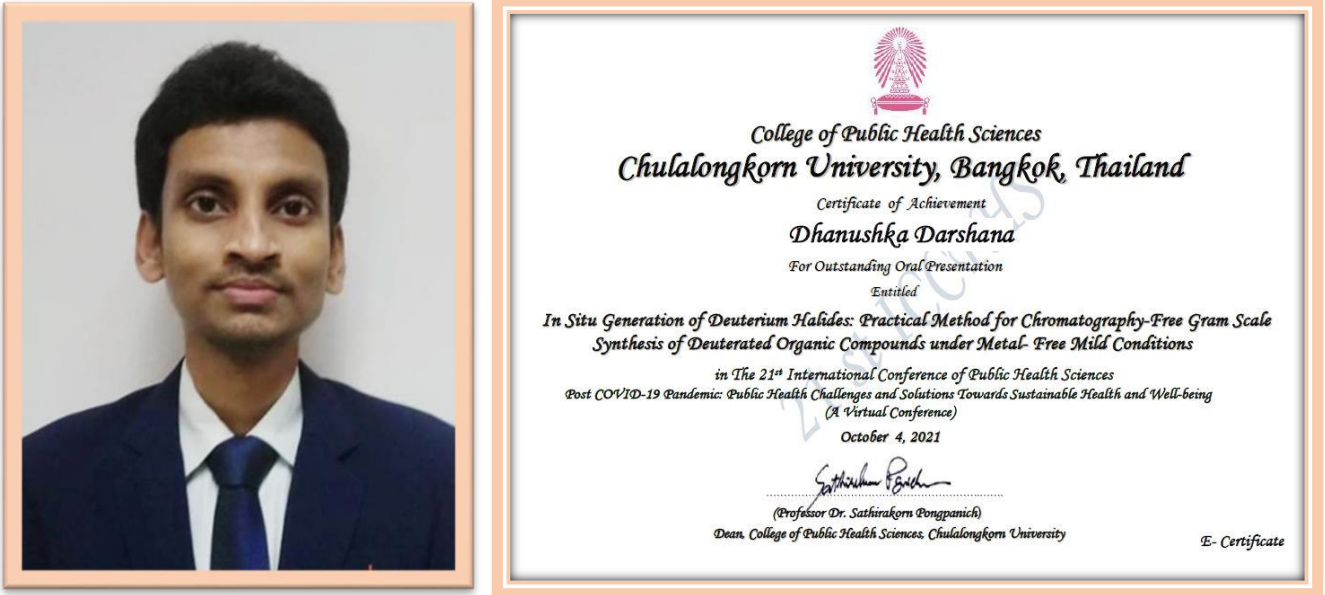 College of Public Health Sciences
Chulalongkorn University, Bangkok, Thailand
Certificate of Achievement
Dhanushka Darshana
For Outstanding Oral Presentation
Entitled
In Situ Generation of Deuterium Halides: Practical Method for Chromatography-Free Gram Scale
Synthesis of Deuterated Organic Compounds under Metal- Free Mild Conditions
in The 21st International Conference of Public Health Sciences
Post COVID-19 Pandemic: Public Health Challenges and Solutions Towards Sustainable Health and Well-being
(A Virtual Conference)
October 4, 2021
(Professor Dr. Sathirakorn Pongpanich)
Dean, College of Public Health Sciences, Chulalongkorn University
E- Certificate